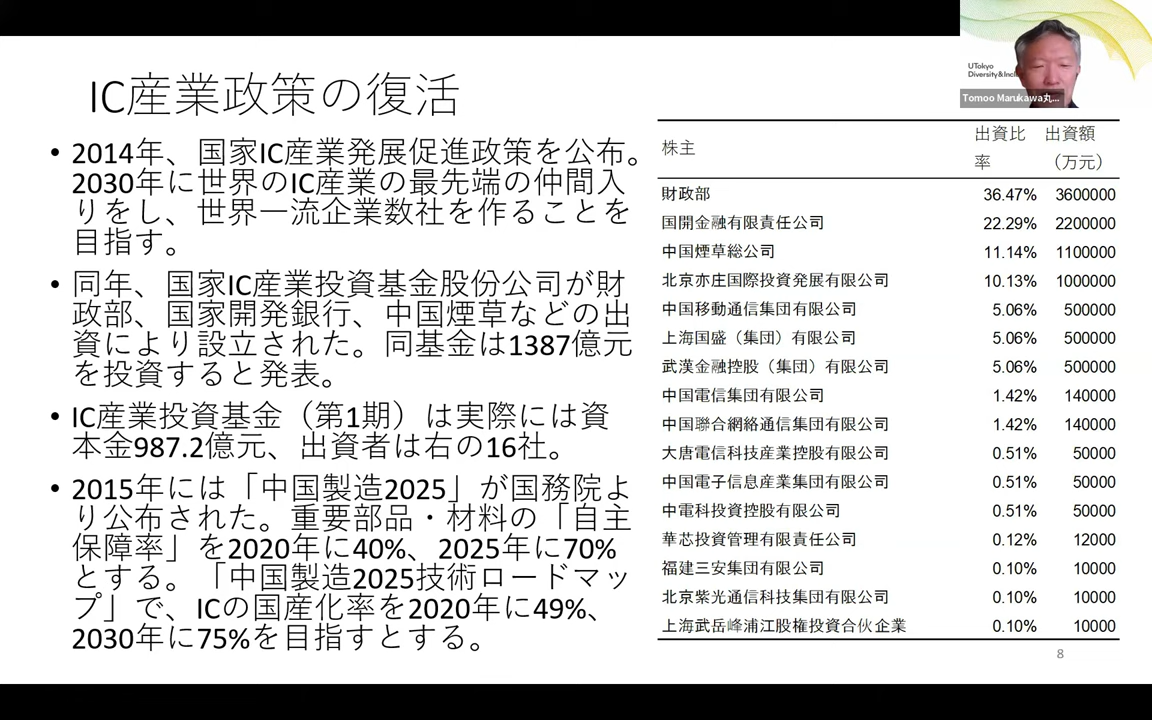 UTokyo
Diversity&Inclu
Tomoo Marukawa丸...
IC産業政策の復活
• 2014年、国家IC産業発展促進政策を公布。
2030年に世界のIC産業の最先端の仲間入
りをし、世界一流企業数社を作ることを
目指す。
• 同年、国家IC産業投資基金股份公司が財
政部、国家開発銀行、中国煙草などの出
資により設立された。同基金は1387億元
を投資すると発表。
• IC産業投資基金（第1期）は実際には資
本金987.2億元、出資者は右の16社。
• 2015年には「中国製造2025」が国務院よ
り公布された。重要部品・材料の「自主
保障率」を2020年に40%、2025年に70%
とする。「中国製造2025技術ロードマッ
プ」で、ICの国産化率を2020年に49%、
2030年に75%を目指すとする。
株主 出資比率 出資額（万元）
財政部 36.47% 3600000
国開金融有限責任公司 22.29% 2200000
中国煙草総公司 11.14% 1100000
北京亦庄国際投資発展有限公司 10.13% 1000000
中国移動通信集団有限公司 5.06% 500000
上海国盛（集団）有限公司 5.06% 500000
武漢金融控股（集団）有限公司 5.06% 500000
中国電信集団有限公司 1.42% 140000
中国聯合網絡通信集団有限公司 1.42% 140000
大唐電信科技産業控股有限公司 0.51% 50000
中国電子信息産業集団有限公司 0.51% 50000
中電科投資控股有限公司 0.51% 50000
華芯投資管理有限責任公司 0.12% 12000
福建三安集団有限公司 0.10% 10000
北京紫光通信科技集団有限公司 0.10% 10000
上海武岳峰浦江股権投資合伙企業 0.10% 10000
8